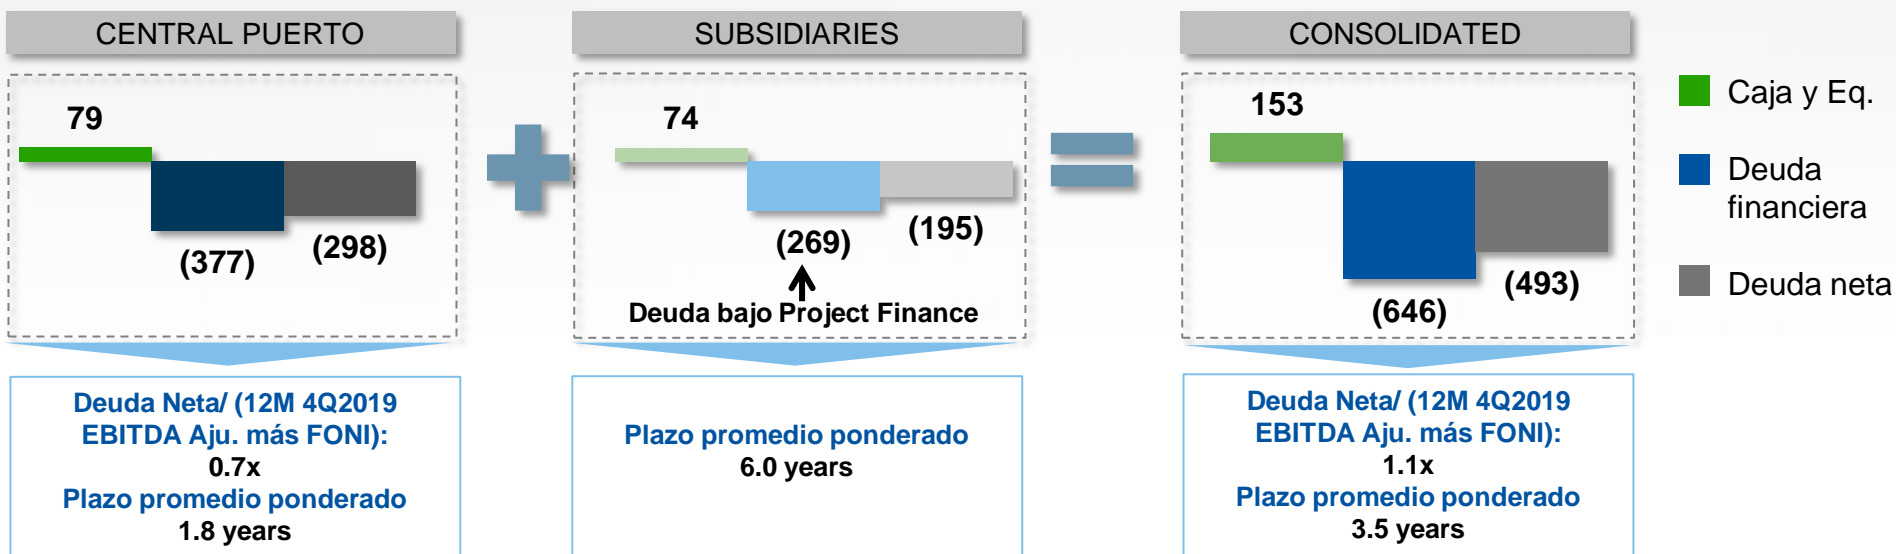 CENTRAL PUERTO
79
(377)
(298)
Deuda Neta/ (12M 4Q2019
EBITDA Aju. más FONI):
0.7x
Plazo promedio ponderado
1.8 years
SUBSIDIARIES
74
(269)
(195)
Deuda bajo Project Finance
Plazo promedio ponderado
6.0 years
CONSOLIDATED
153
(646)
(493)
Deuda Neta/ (12M 4Q2019
EBITDA Aju. más FONI):
1.1x
Plazo promedio ponderado
3.5 years
Caja y Eq.
Deuda
financiera
Deuda neta